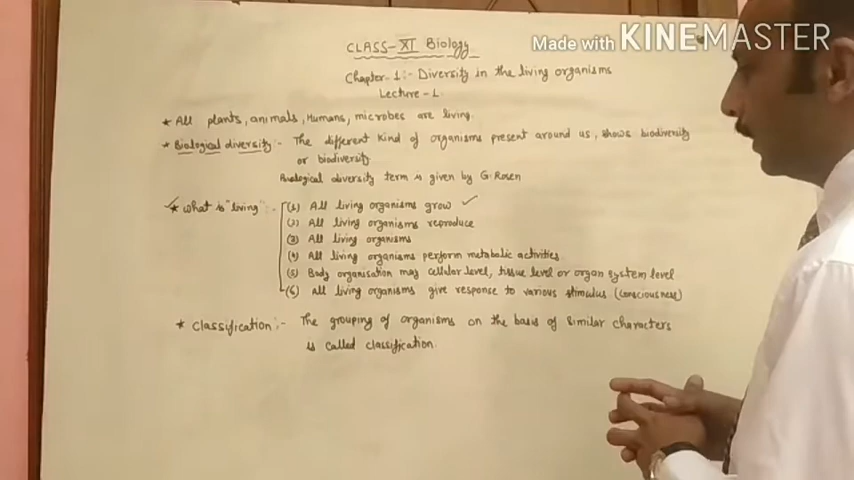 Made with KINEMASTER
CLASS-XI Biology
Chapter-1:- Diversity in the living organisms
Lecture-1.
* All plants, animals, Humans, microbes are living.
* Biological diversity:- The different kind of organisms present around us, shows biodiversity
or biodiversity
Biological diversity term is given by G. Rosen
* what is "living":- (1) All living organisms grow
(2) All living organisms reproduce
(3) All living organisms
(4) All living organisms perform metabolic activities
(5) Body organisation may cellular level, tissue level or organ system level
(6) All living organisms give response to various stimulus (consciousness)
* Classification:- The grouping of organisms on the basis of similar characters
is called classification.